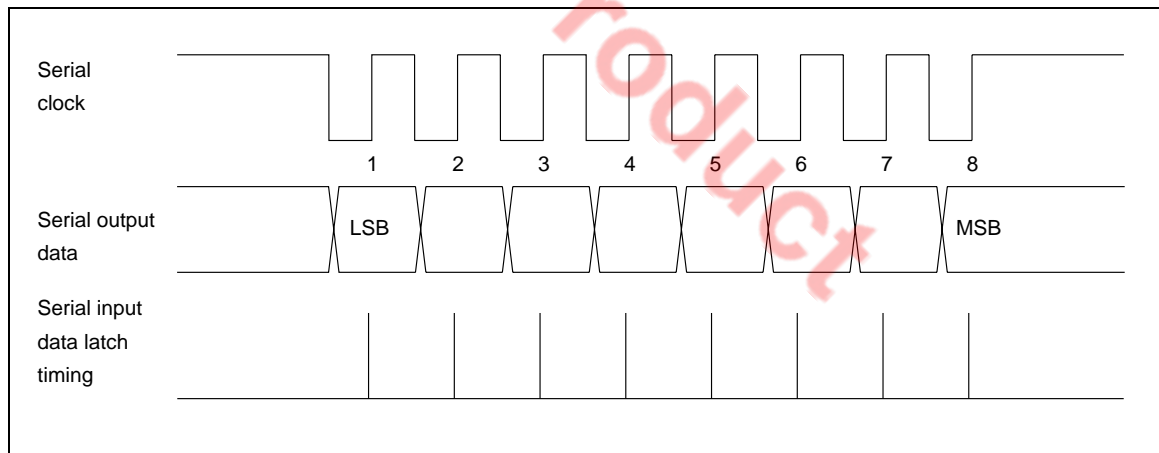 Serial
clock
1 2 3 4 5 6 7 8
Serial output
data
LSB
MSB
Serial input
data latch
timing
roduct